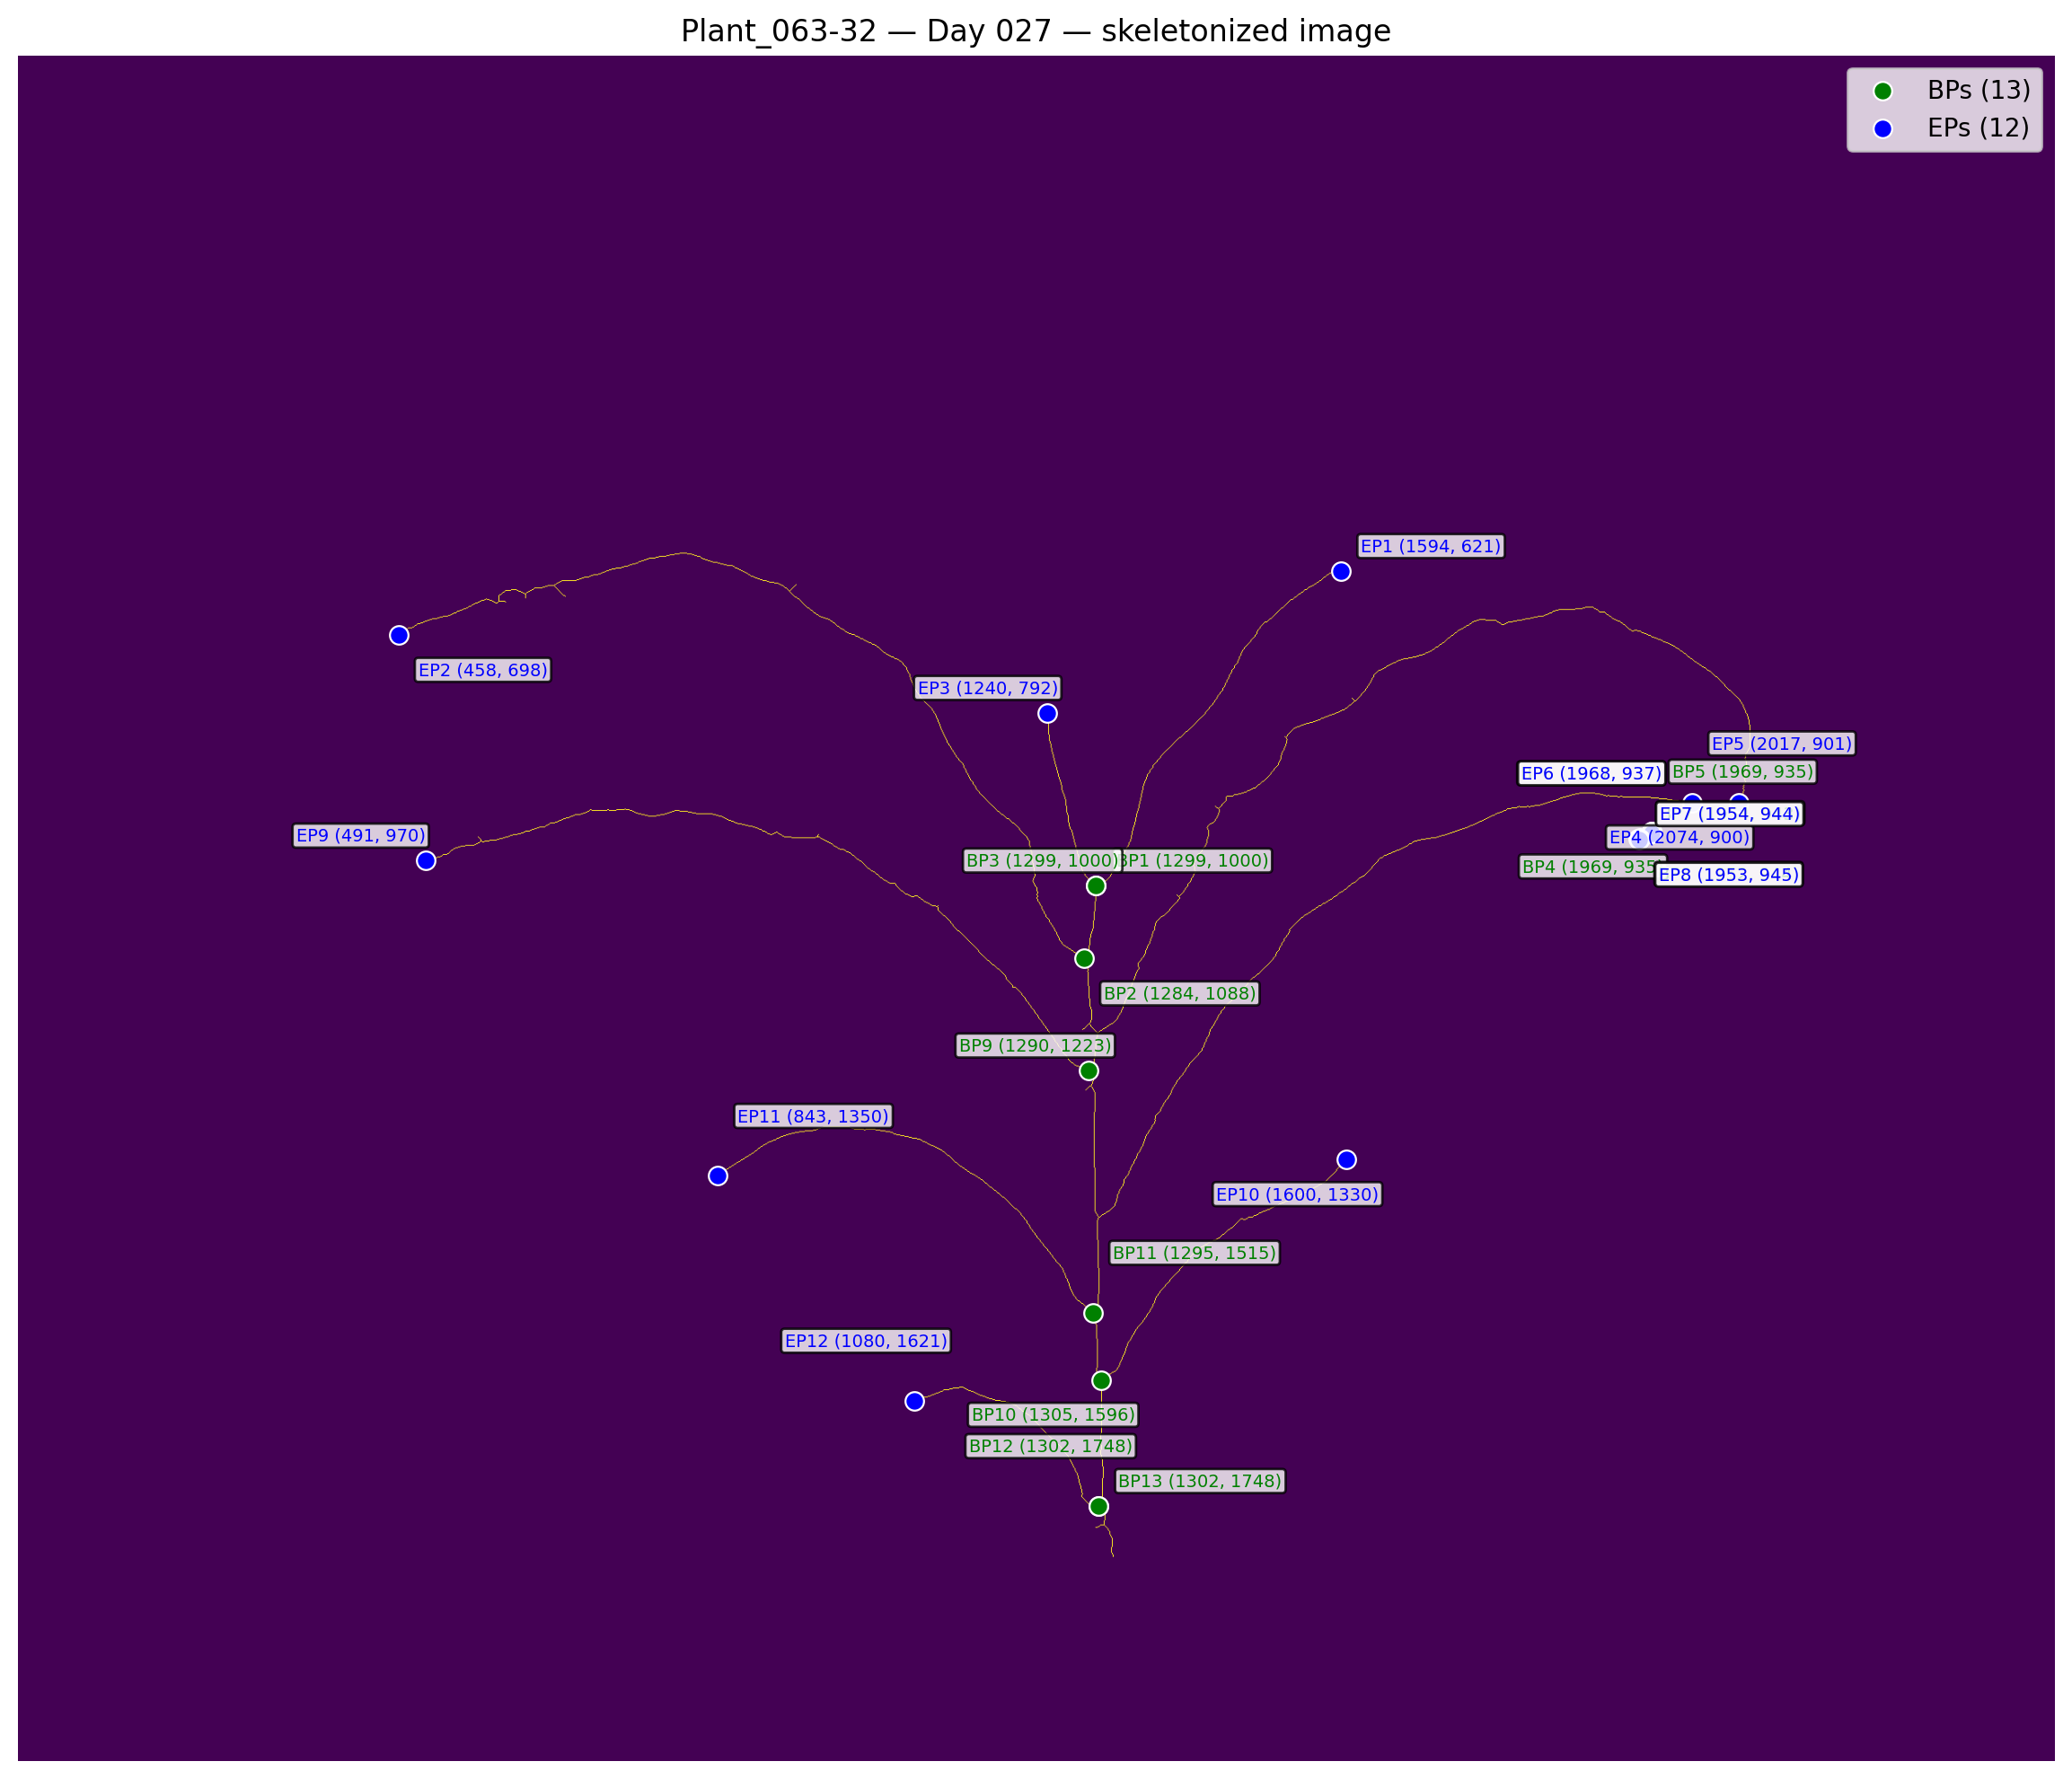 Plant_063-32 — Day 027 — skeletonized image
BPs (13)
EPs (12)
EP1 (1594, 621)
EP2 (458, 698)
EP3 (1240, 792)
EP5 (2017, 901)
EP6 (1968, 937)
BP5 (1969, 935)
EP7 (1954, 944)
EP9 (491, 970)
EP4 (2074, 900)
BP3 (1299, 1000)
BP1 (1299, 1000)
BP4 (1969, 935)
EP8 (1953, 945)
BP2 (1284, 1088)
BP9 (1290, 1223)
EP11 (843, 1350)
EP10 (1600, 1330)
BP11 (1295, 1515)
EP12 (1080, 1621)
BP10 (1305, 1596)
BP12 (1302, 1748)
BP13 (1302, 1748)